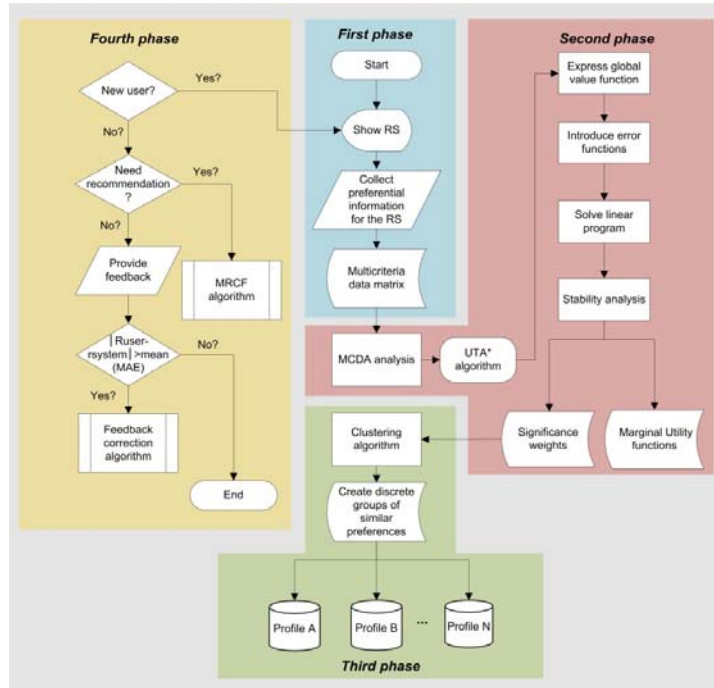 Fourth phase
New user?
Yes?
No?
Need
recommendation
?
Yes?
No?
Provide
feedback
MRCF
algorithm
|Ruser-
rsystem|>mean
(MAE)
No?
Yes?
Feedback
correction
algorithm
End
First phase
Start
Show RS
Collect
preferential
information
for the RS
Multicriteria
data matrix
Second phase
MCDA analysis
UTA*
algorithm
Express global
value function
Introduce error
functions
Solve linear
program
Stability analysis
Significance
weights
Marginal Utility
functions
Clustering
algorithm
Create discrete
groups of
similar
preferences
Profile A
Profile B
...
Profile N
Third phase